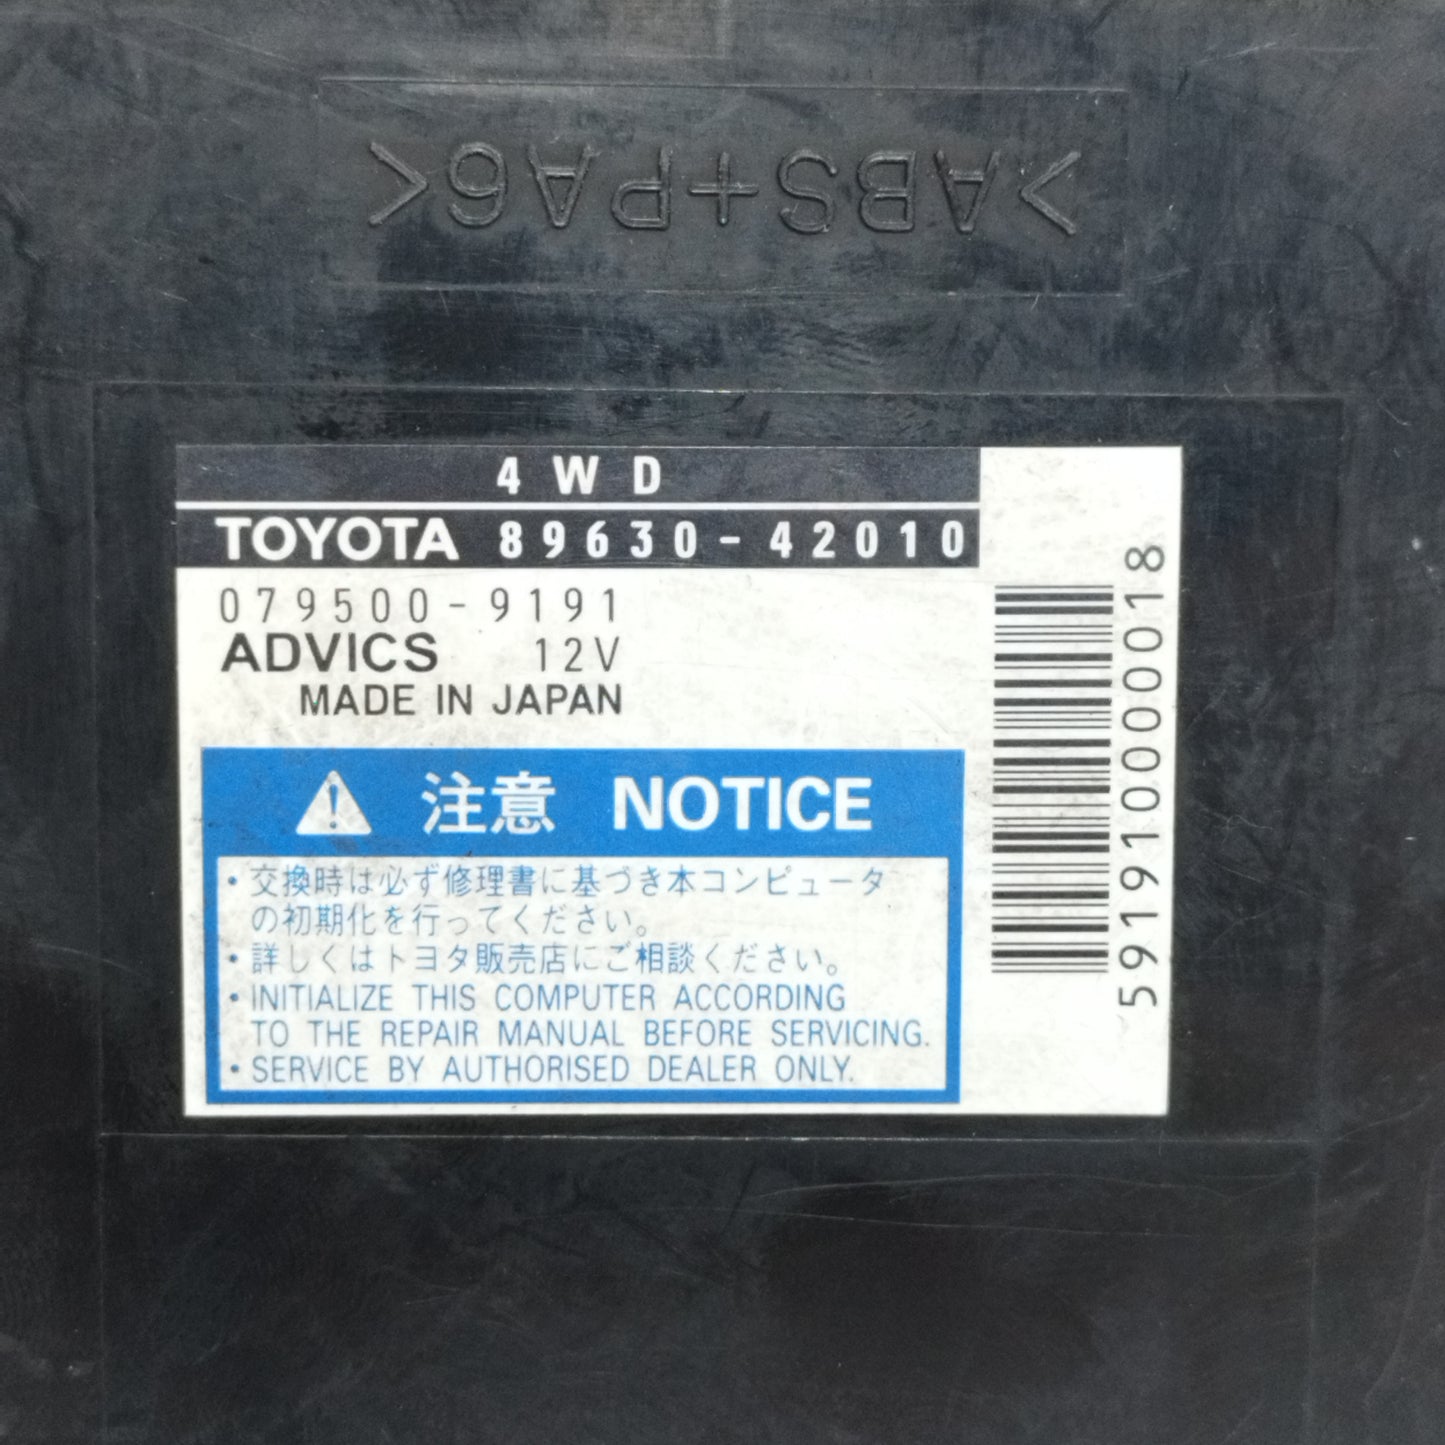 >ABS+PA6<
4WD
TOYOTA 89630-42010
079500-9191
ADVICS 12V
MADE IN JAPAN
注意 NOTICE
・交換時は必ず修理書に基づき本コンピュータ
の初期化を行ってください。
・詳しくはトヨタ販売店にご相談ください。
・INITIALIZE THIS COMPUTER ACCORDING
TO THE REPAIR MANUAL BEFORE SERVICING.
・SERVICE BY AUTHORISED DEALER ONLY.
5919100000018